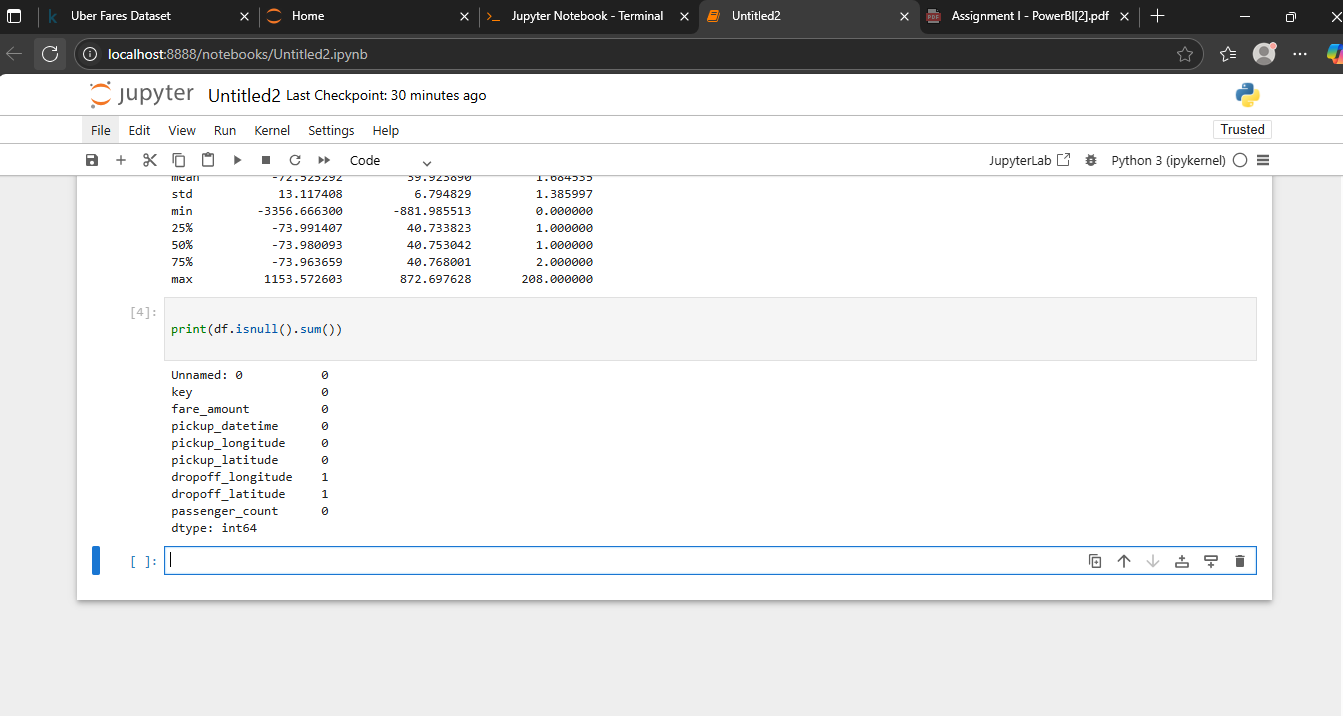 Uber Fares Dataset Home Jupyter Notebook - Terminal Untitled2 Assignment I - PowerBI[2].pdf
localhost:8888/notebooks/Untitled2.ipynb
jupyter Untitled2 Last Checkpoint: 30 minutes ago
File Edit View Run Kernel Settings Help Trusted
Code JupyterLab Python 3 (ipykernel)
mean -72.525292 39.923890 1.684535
std 13.117408 6.794829 1.385997
min -3356.666300 -881.985513 0.000000
25% -73.991407 40.733823 1.000000
50% -73.980093 40.753042 1.000000
75% -73.963659 40.768001 2.000000
max 1153.572603 872.697628 208.000000
[4]:
print(df.isnull().sum())
Unnamed: 0 0
key 0
fare_amount 0
pickup_datetime 0
pickup_longitude 0
pickup_latitude 0
dropoff_longitude 1
dropoff_latitude 1
passenger_count 0
dtype: int64
[ ]: